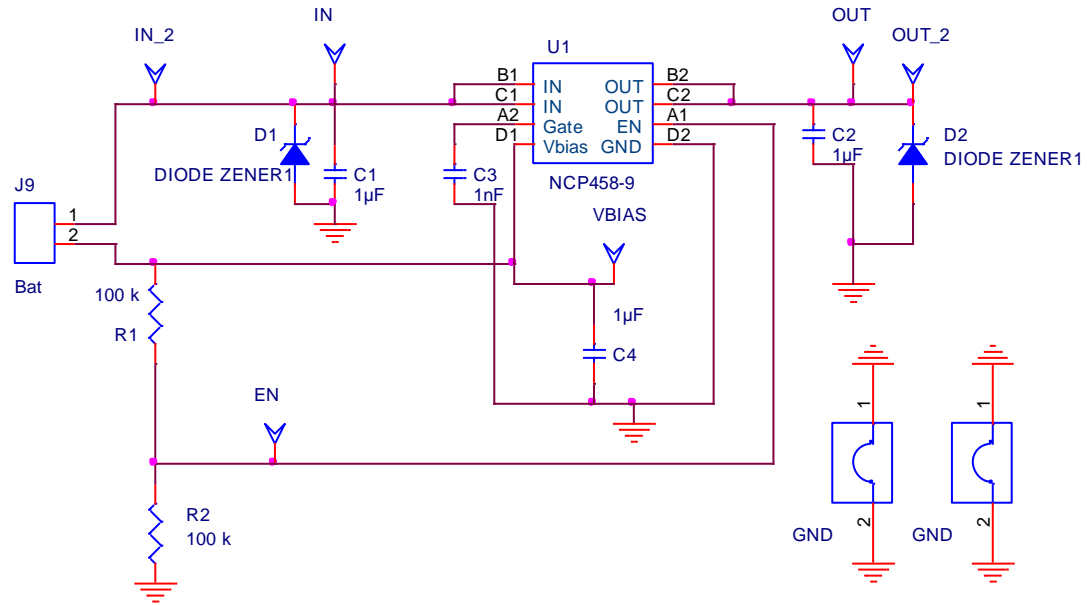 IN
OUT
IN_2
OUT_2
U1
B1
IN
OUT
B2
C1
IN
OUT
C2
A2
Gate
EN
A1
D1
Vbias
GND
D2
NCP458-9
D1
DIODE ZENER1
C1
1µF
C3
1nF
C2
1µF
D2
DIODE ZENER1
J9
1
2
Bat
VBIAS
100 k
R1
1µF
C4
EN
R2
100 k
1
2
GND
1
2
GND